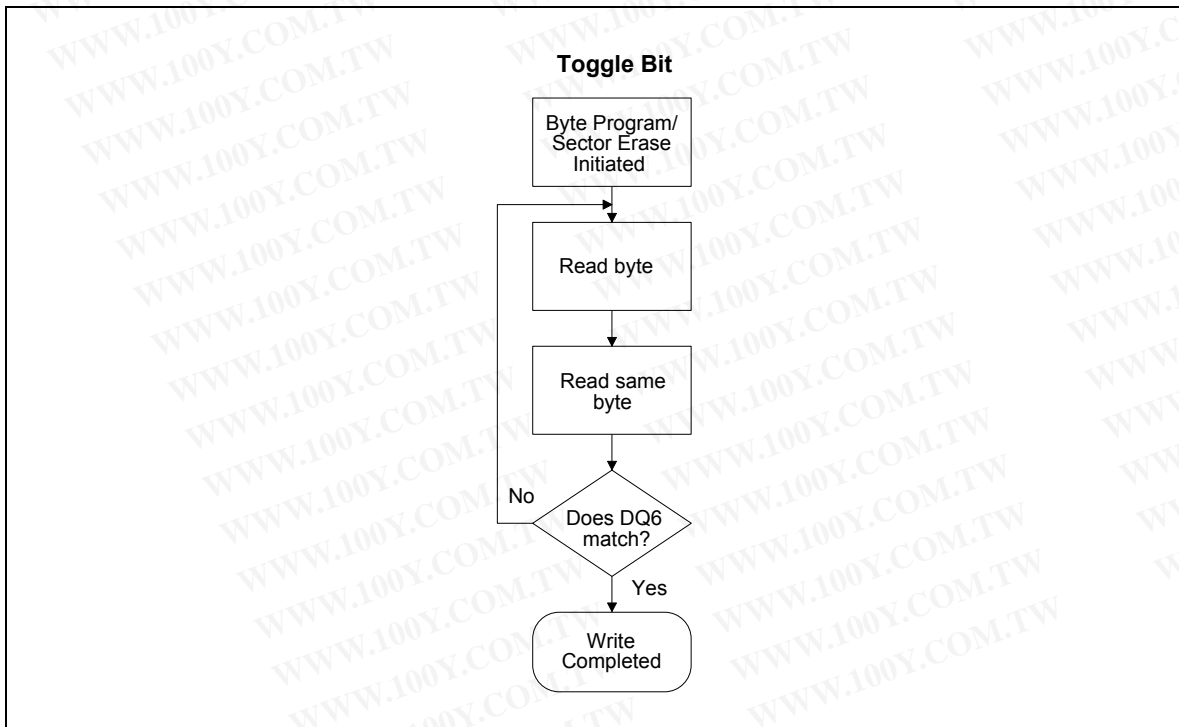 Toggle Bit
Byte Program/
Sector Erase
Initiated
Read byte
Read same
byte
No
Does DQ6
match?
Yes
Write
Completed
WWW.100Y.COM.TW